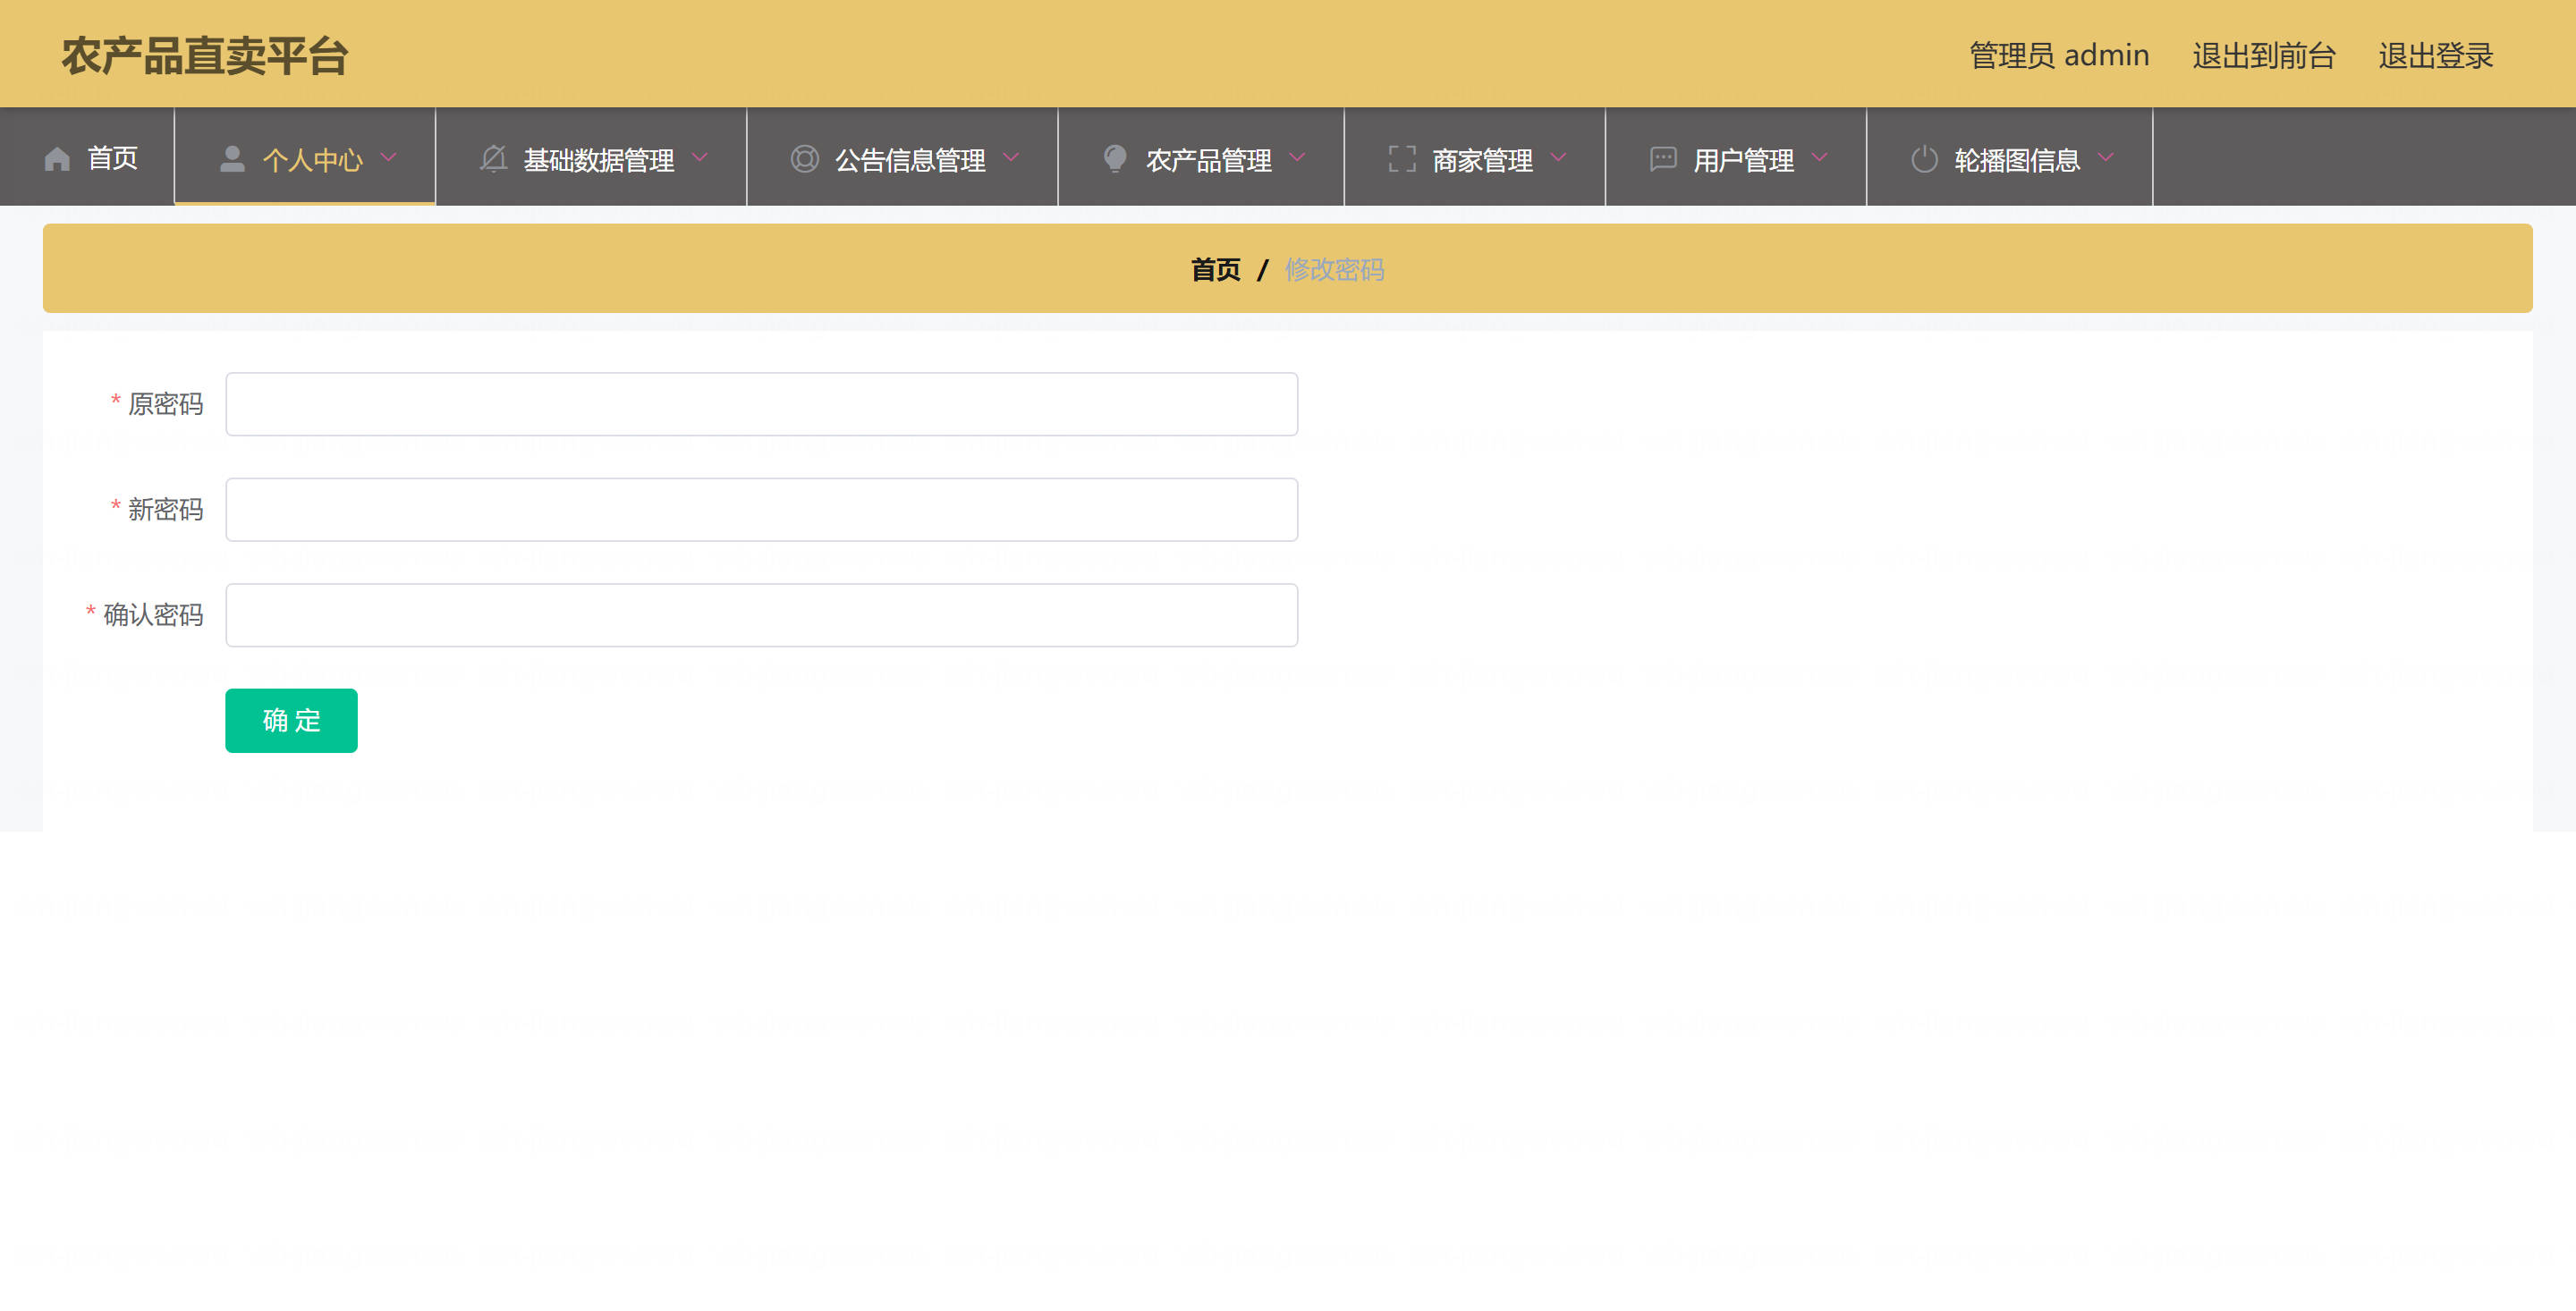 农产品直卖平台
管理员 admin 退出到前台 退出登录
首页 个人中心 基础数据管理 公告信息管理 农产品管理 商家管理 用户管理 轮播图信息
首页 / 修改密码
* 原密码
* 新密码
* 确认密码
确 定